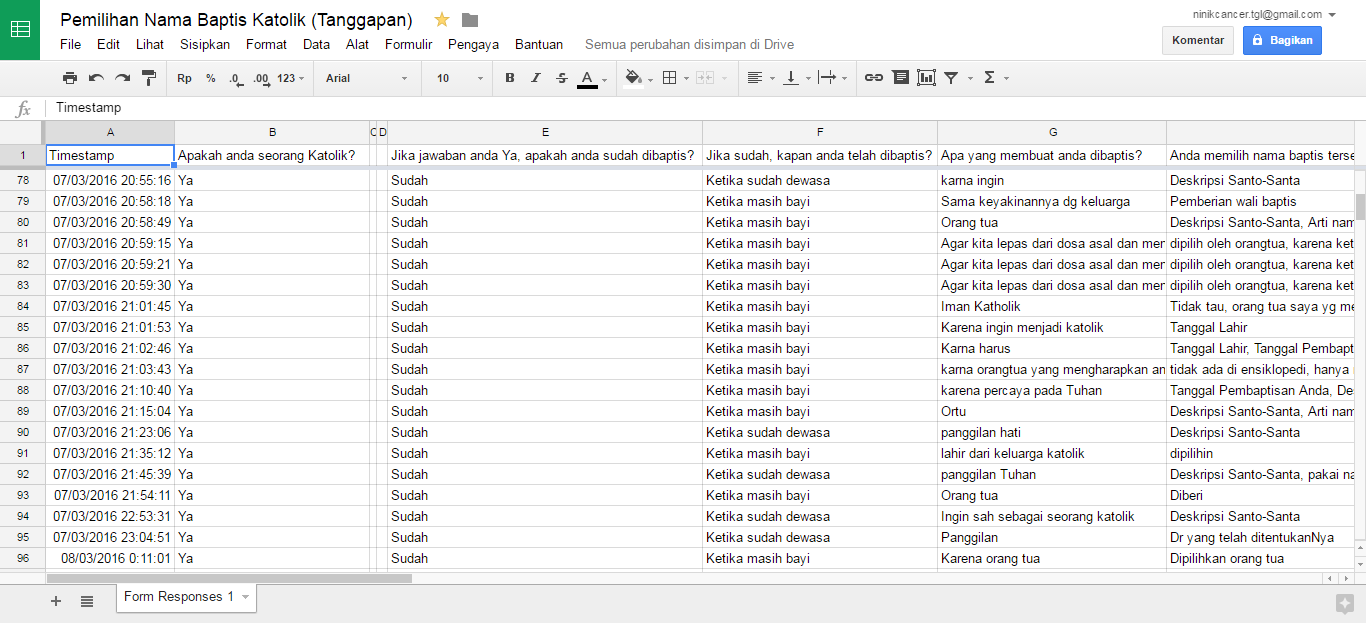 Pemilihan Nama Baptis Katolik (Tanggapan)
ninikcancer.tgl@gmail.com
File Edit Lihat Sisipkan Format Data Alat Formulir Pengaya Bantuan Semua perubahan disimpan di Drive
Komentar Bagikan
Rp % .0 .00 123 Arial 10 B I S A Σ
fx Timestamp
A B C D E F G
1 Timestamp Apakah anda seorang Katolik? Jika jawaban anda Ya, apakah anda sudah dibaptis? Jika sudah, kapan anda telah dibaptis? Apa yang membuat anda dibaptis? Anda memilih nama baptis terse
78 07/03/2016 20:55:16 Ya Sudah Ketika sudah dewasa karna ingin Deskripsi Santo-Santa
79 07/03/2016 20:58:18 Ya Sudah Ketika masih bayi Sama keyakinannya dg keluarga Pemberian wali baptis
80 07/03/2016 20:58:49 Ya Sudah Ketika masih bayi Orang tua Deskripsi Santo-Santa, Arti nam
81 07/03/2016 20:59:15 Ya Sudah Ketika masih bayi Agar kita lepas dari dosa asal dan mer dipilih oleh orangtua, karena ket
82 07/03/2016 20:59:21 Ya Sudah Ketika masih bayi Agar kita lepas dari dosa asal dan mer dipilih oleh orangtua, karena ket
83 07/03/2016 20:59:30 Ya Sudah Ketika masih bayi Agar kita lepas dari dosa asal dan mer dipilih oleh orangtua, karena ket
84 07/03/2016 21:01:45 Ya Sudah Ketika masih bayi Iman Katholik Tidak tau, orang tua saya yg me
85 07/03/2016 21:01:53 Ya Sudah Ketika masih bayi Karena ingin menjadi katolik Tanggal Lahir
86 07/03/2016 21:02:46 Ya Sudah Ketika masih bayi Karna harus Tanggal Lahir, Tanggal Pembapt
87 07/03/2016 21:03:43 Ya Sudah Ketika masih bayi karna orangtua yang mengharapkan an tidak ada di ensiklopedi, hanya
88 07/03/2016 21:10:40 Ya Sudah Ketika masih bayi karena percaya pada Tuhan Tanggal Pembaptisan Anda, De
89 07/03/2016 21:15:04 Ya Sudah Ketika masih bayi Ortu Deskripsi Santo-Santa, Arti nam
90 07/03/2016 21:23:06 Ya Sudah Ketika sudah dewasa panggilan hati Deskripsi Santo-Santa
91 07/03/2016 21:35:12 Ya Sudah Ketika masih bayi lahir dari keluarga katolik dipilihin
92 07/03/2016 21:45:39 Ya Sudah Ketika sudah dewasa panggilan Tuhan Deskripsi Santo-Santa, pakai na
93 07/03/2016 21:54:11 Ya Sudah Ketika masih bayi Orang tua Diberi
94 07/03/2016 22:53:31 Ya Sudah Ketika sudah dewasa Ingin sah sebagai seorang katolik Deskripsi Santo-Santa
95 07/03/2016 23:04:51 Ya Sudah Ketika sudah dewasa Panggilan Dr yang telah ditentukanNya
96 08/03/2016 0:11:01 Ya Sudah Ketika masih bayi Karena orang tua Dipilihkan orang tua
Form Responses 1